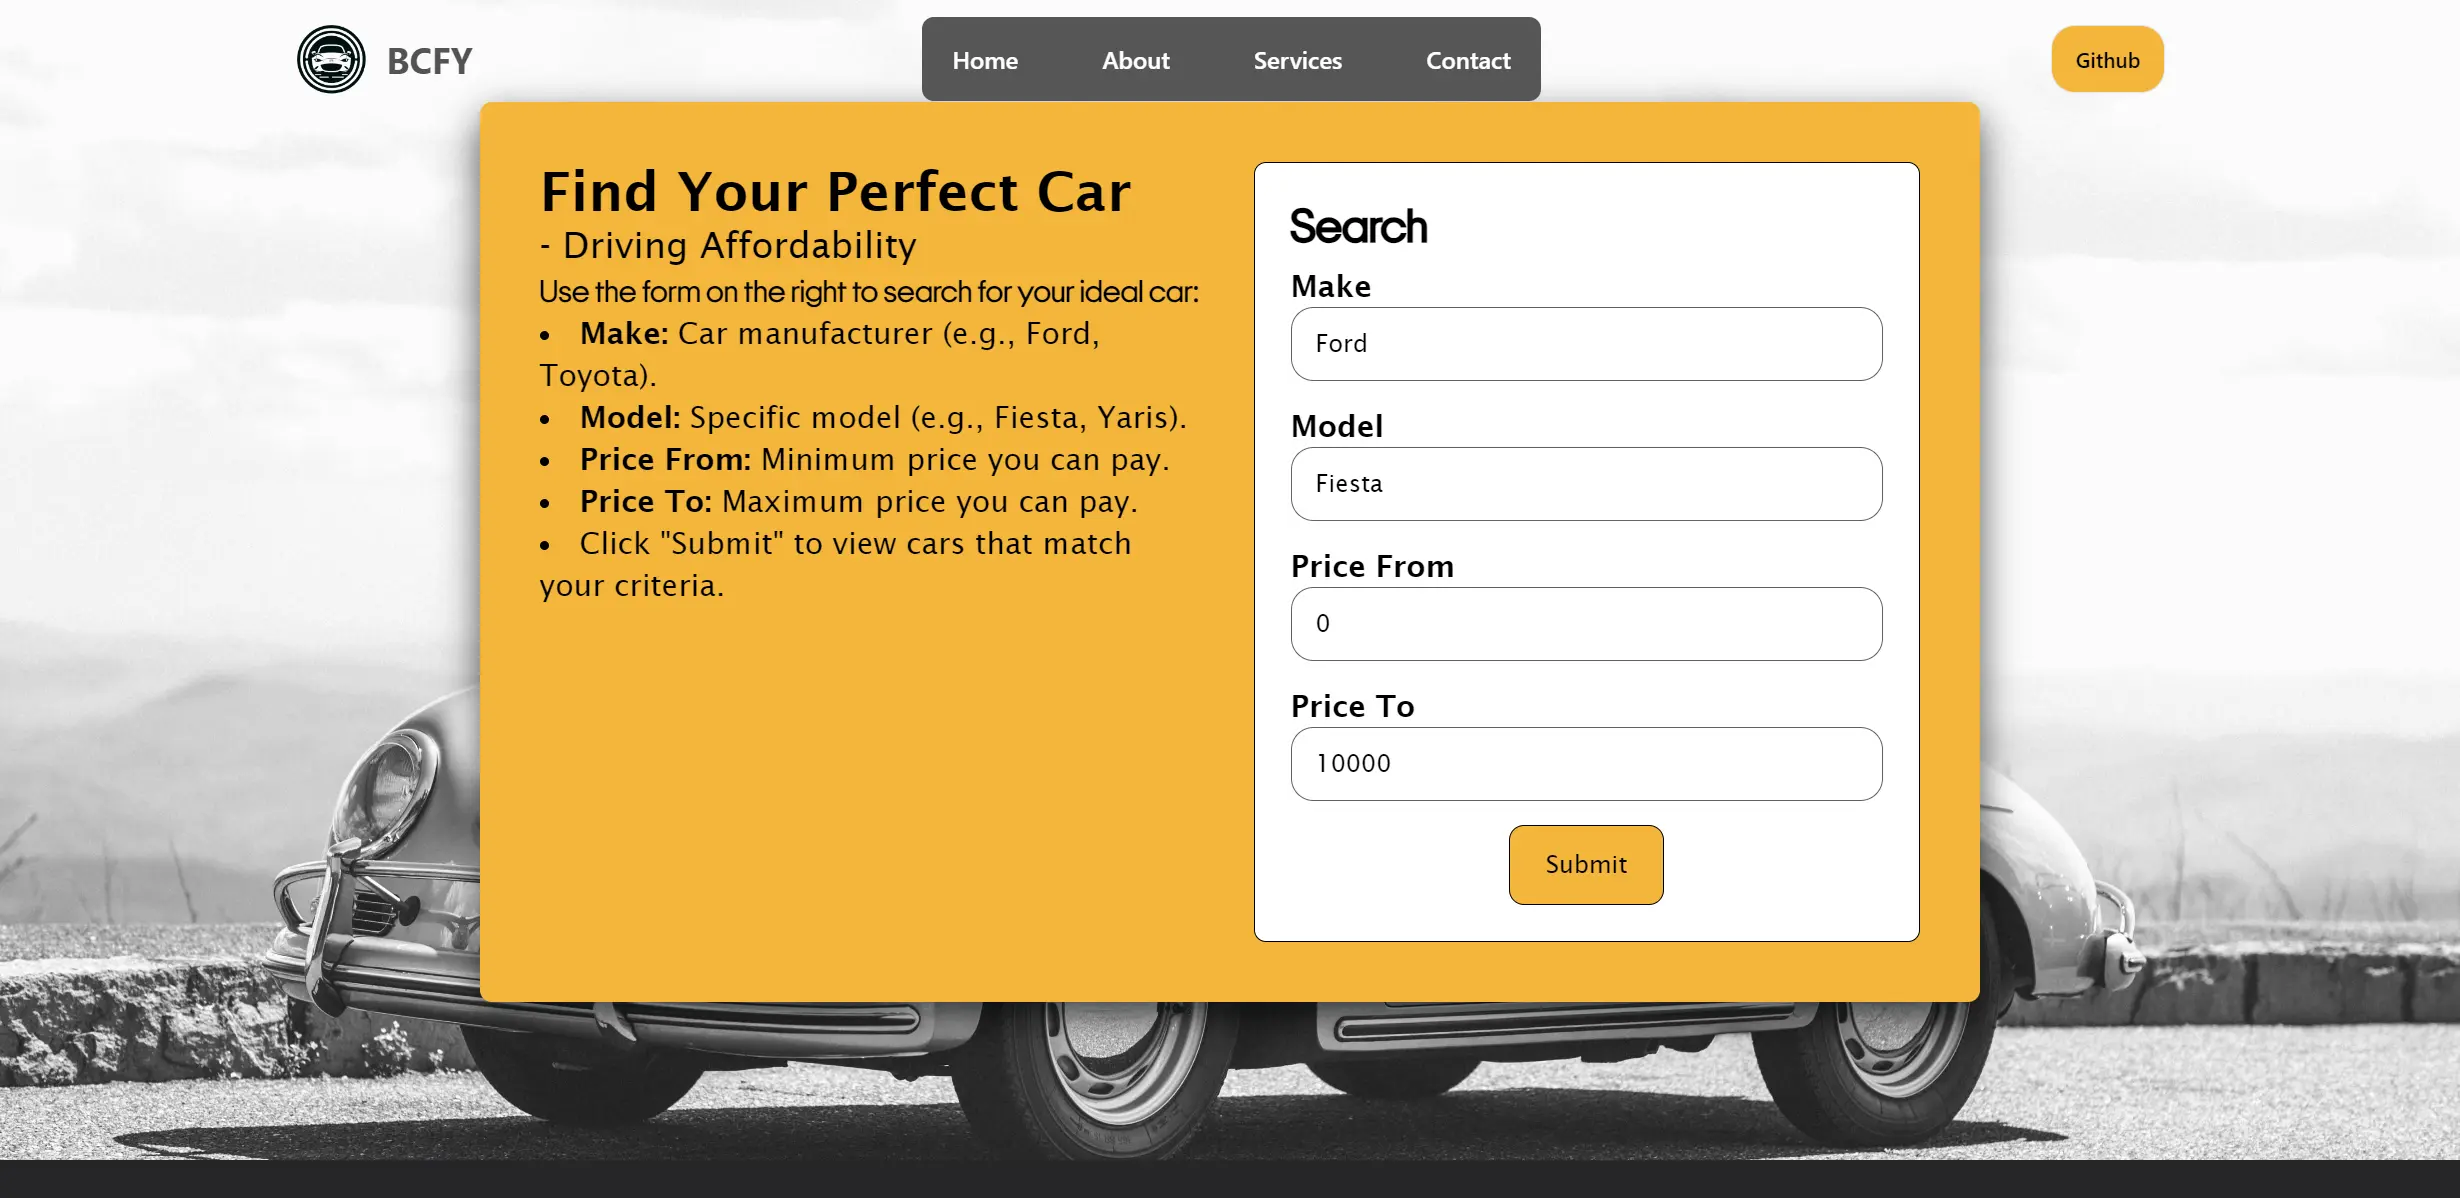 BCFY
Home About Services Contact
Github
Find Your Perfect Car
- Driving Affordability
Use the form on the right to search for your ideal car:
• Make: Car manufacturer (e.g., Ford,
Toyota).
• Model: Specific model (e.g., Fiesta, Yaris).
• Price From: Minimum price you can pay.
• Price To: Maximum price you can pay.
• Click "Submit" to view cars that match
your criteria.
Search
Make
Ford
Model
Fiesta
Price From
0
Price To
10000
Submit